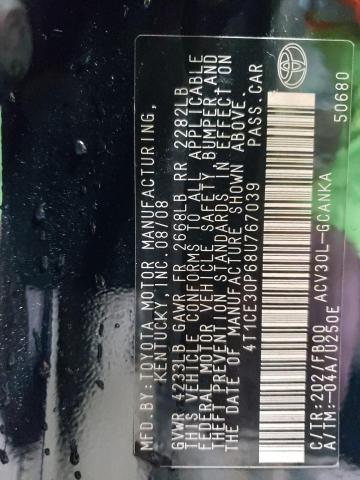 MFD BY: TOYOTA MOTOR MANUFACTURING,
KENTUCKY, INC. 08/08
GVWR 4233LB GAWR FR 2668LB RR 2282LB
THIS VEHICLE CONFORMS TO ALL APPLICABLE
FEDERAL MOTOR VEHICLE SAFETY BUMPER AND
THEFT PREVENTION STANDARDS IN EFFECT ON
THE DATE OF MANUFACTURE SHOWN ABOVE.
4T1CE30P68U767039 PASS.CAR
C/TR:202/FB00 ACV30L-GCANKA
A/TM:-04A/U250E 50680